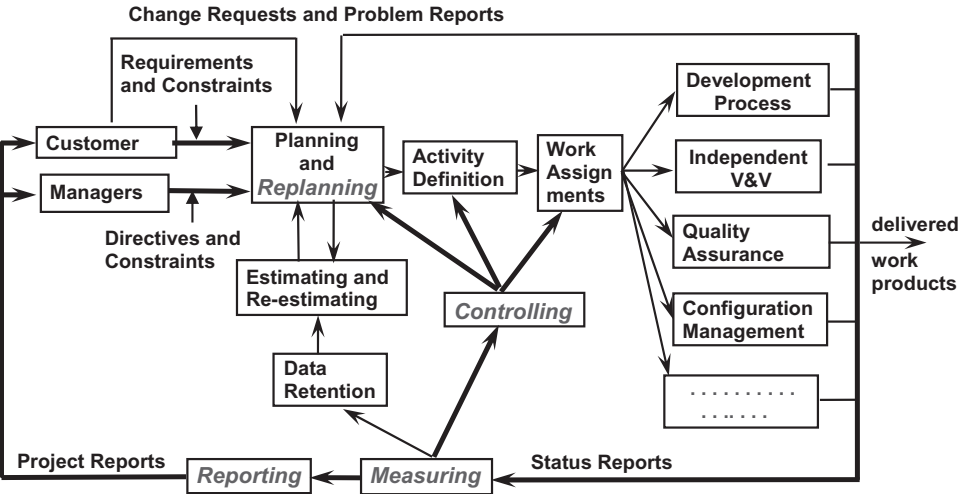 Change Requests and Problem Reports
Requirements
and Constraints
Customer
Managers
Directives and
Constraints
Planning
and
Replanning
Activity
Definition
Work
Assign
ments
Development
Process
Independent
V&V
Quality
Assurance
Configuration
Management
. . . . . . . . . .
. . .. . . .
delivered
work
products
Estimating and
Re-estimating
Controlling
Data
Retention
Project Reports
Reporting
Measuring
Status Reports